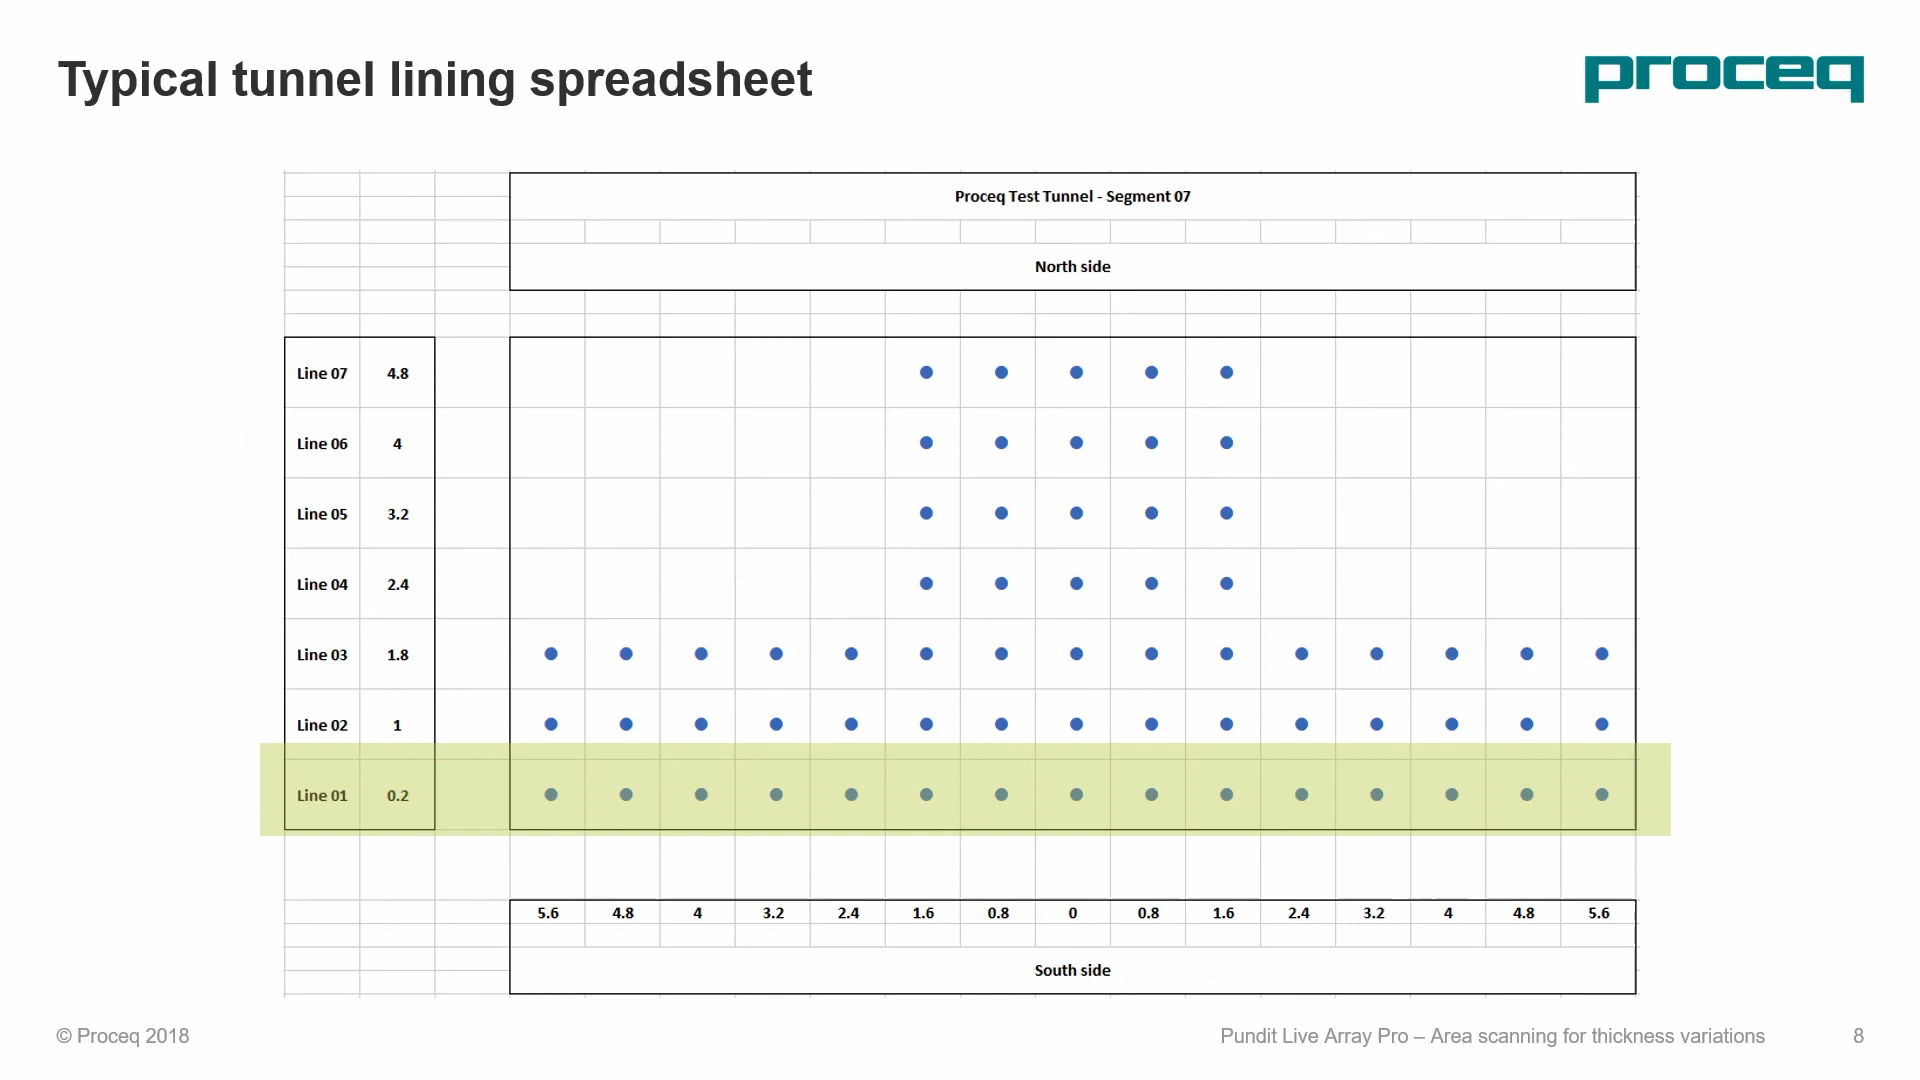 Typical tunnel lining spreadsheet
proceq
Proceq Test Tunnel - Segment 07
North side
Line 07 4.8
Line 06 4
Line 05 3.2
Line 04 2.4
Line 03 1.8
Line 02 1
Line 01 0.2
5.6 4.8 4 3.2 2.4 1.6 0.8 0 0.8 1.6 2.4 3.2 4 4.8 5.6
South side
© Proceq 2018
Pundit Live Array Pro – Area scanning for thickness variations 8